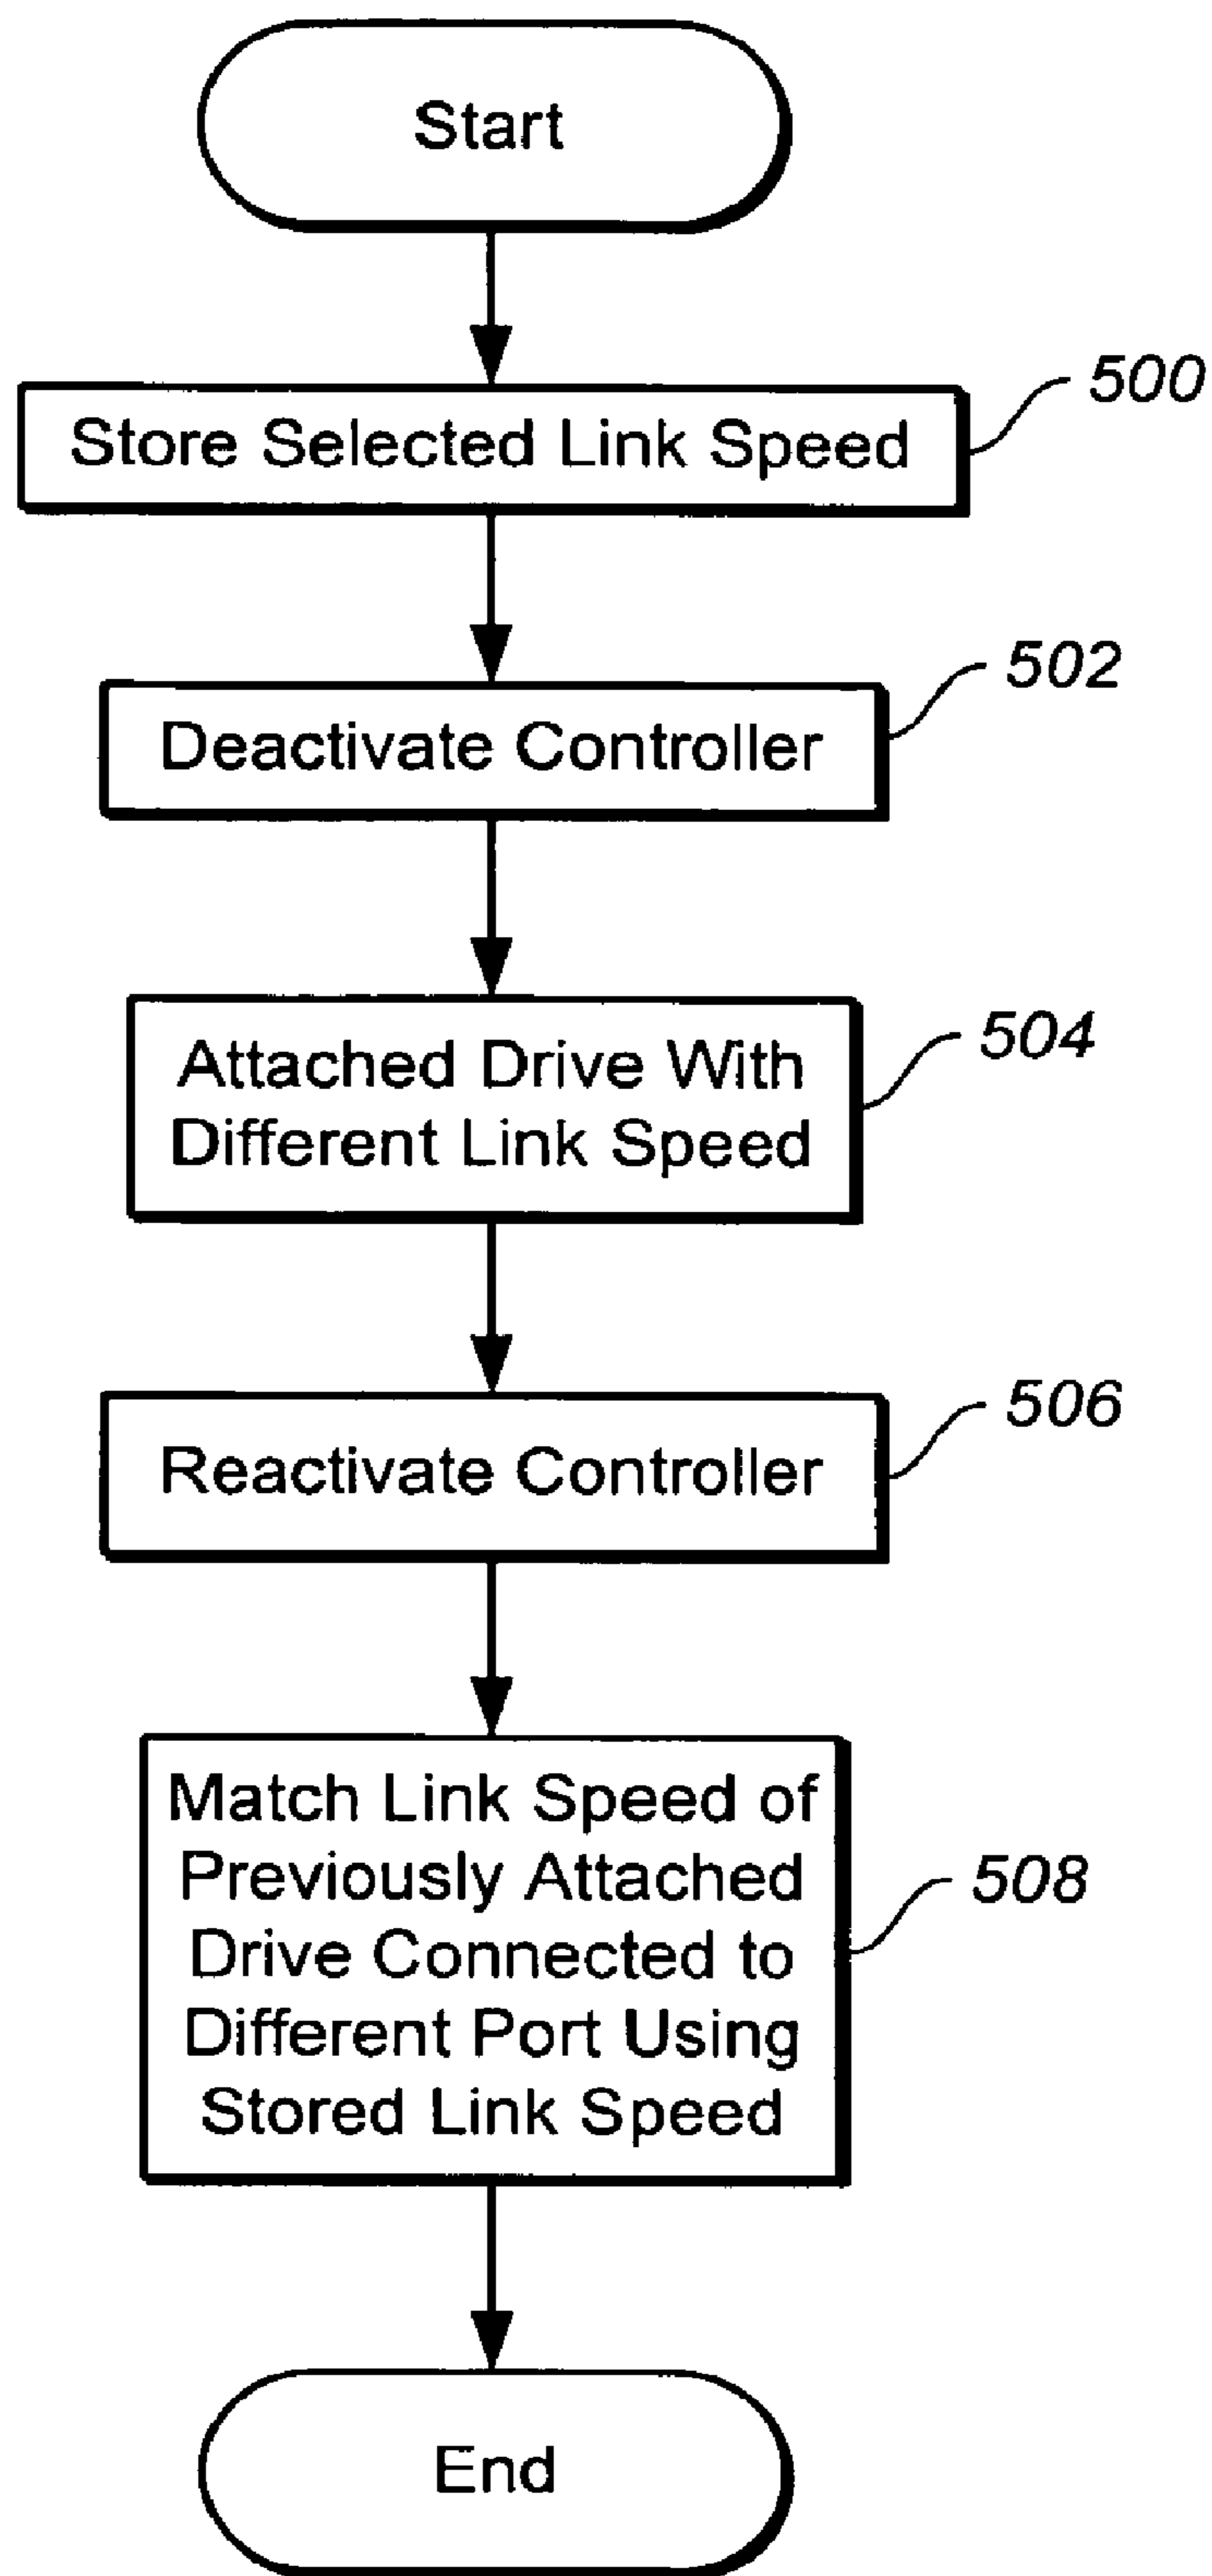 Start
500
Store Selected Link Speed
502
Deactivate Controller
504
Attached Drive With
Different Link Speed
506
Reactivate Controller
508
Match Link Speed of
Previously Attached
Drive Connected to
Different Port Using
Stored Link Speed
End